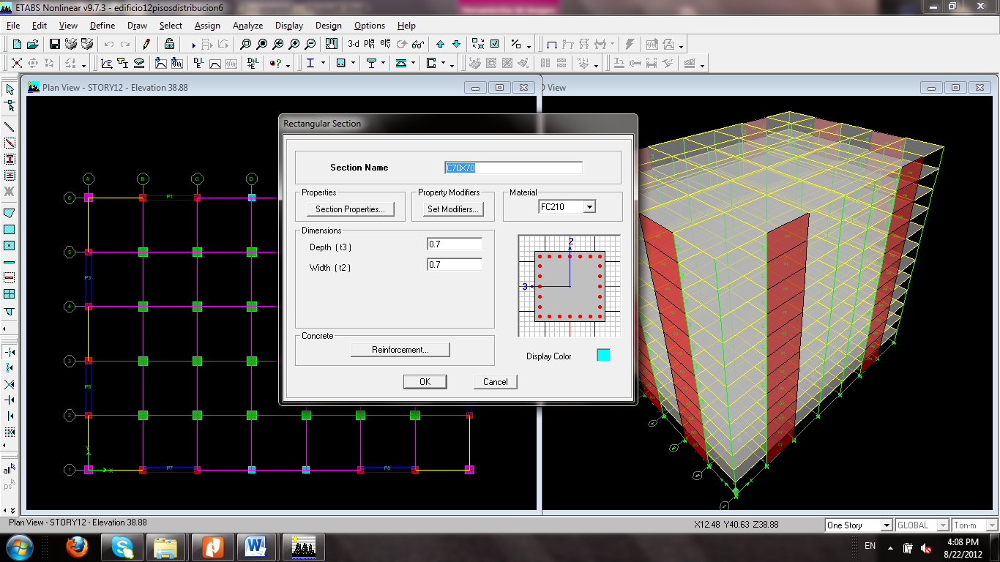 ETABS Nonlinear v9.7.3 - edificio12pisosdistribucion6
File Edit View Define Draw Select Assign Analyze Display Design Options Help
3-d
all
ps
Plan View - STORY12 - Elevation 38.88
View
A B C D
6 P1
5
P3
4
3
P5
2
Y
1 X P7 P8
Rectangular Section
Section Name C70X70
Properties
Section Properties...
Property Modifiers
Set Modifiers...
Material
FC210
Dimensions
Depth ( t3 ) 0.7
Width ( t2 ) 0.7
2
3
Concrete
Reinforcement...
Display Color
OK Cancel
Plan View - STORY12 - Elevation 38.88 X12.48 Y40.63 Z38.88 One Story GLOBAL Ton-m
EN 4:08 PM
8/22/2012